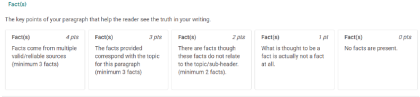 Fact(s)
The key points of your paragraph that help the reader see the truth in your writing.
Fact(s) 4 pts
Facts come from multiple
valid/reliable sources
(minimum 3 facts)
Fact(s) 3 pts
The facts provided
correspond with the topic
for this paragraph
(minimum 3 facts)
Fact(s) 2 pts
There are facts though
these facts do not relate
to the topic/sub-header.
(minimum 2 facts).
Fact(s) 1 pt
What is thought to be a
fact is actually not a fact
at all.
Fact(s) 0 pts
No facts are present.